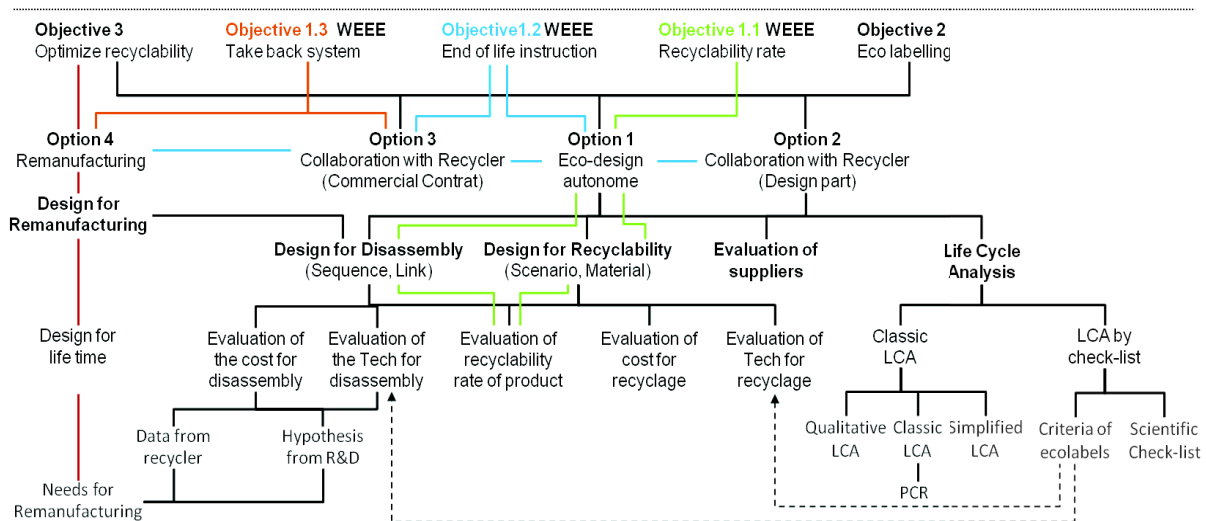 Objective 3
Optimize recyclability
Objective 1.3 WEEE
Take back system
Objective1.2 WEEE
End of life instruction
Objective 1.1 WEEE
Recyclability rate
Objective 2
Eco labelling
Option 4
Remanufacturing
Option 3
Collaboration with Recycler
(Commercial Contrat)
Option 1
Eco-design
autonome
Option 2
Collaboration with Recycler
(Design part)
Design for
Remanufacturing
Design for Disassembly
(Sequence, Link)
Design for Recyclability
(Scenario, Material)
Evaluation of
suppliers
Life Cycle
Analysis
Design for
life time
Evaluation of
the cost for
disassembly
Evaluation of
the Tech for
disassembly
Evaluation of
recyclability
rate of product
Evaluation of
cost for
recyclage
Evaluation of
Tech for
recyclage
Classic
LCA
LCA by
check-list
Data from
recycler
Hypothesis
from R&D
Qualitative
LCA
Classic
LCA
Simplified
LCA
Criteria of
ecolabels
Scientific
Check-list
Needs for
Remanufacturing
PCR